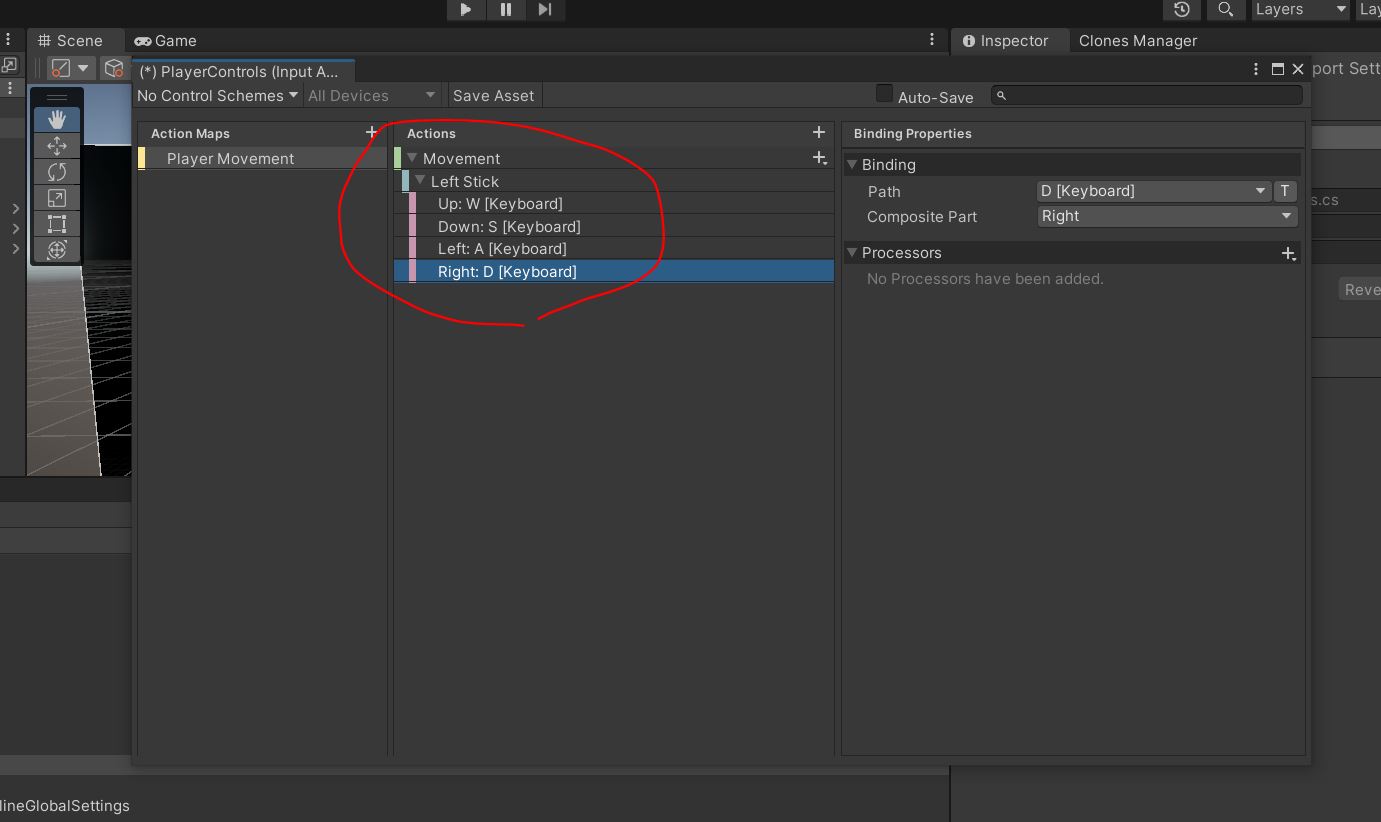 Layers
Lay
Scene
Game
Inspector
Clones Manager
(*) PlayerControls (Input A...
port Sett
No Control Schemes
All Devices
Save Asset
Auto-Save
Action Maps
+
Actions
+
Binding Properties
Player Movement
Movement
+
Binding
Left Stick
Path
D [Keyboard]
T
Up: W [Keyboard]
s.cs
Composite Part
Right
Down: S [Keyboard]
Left: A [Keyboard]
Processors
+
Right: D [Keyboard]
No Processors have been added.
Reve
lineGlobalSettings